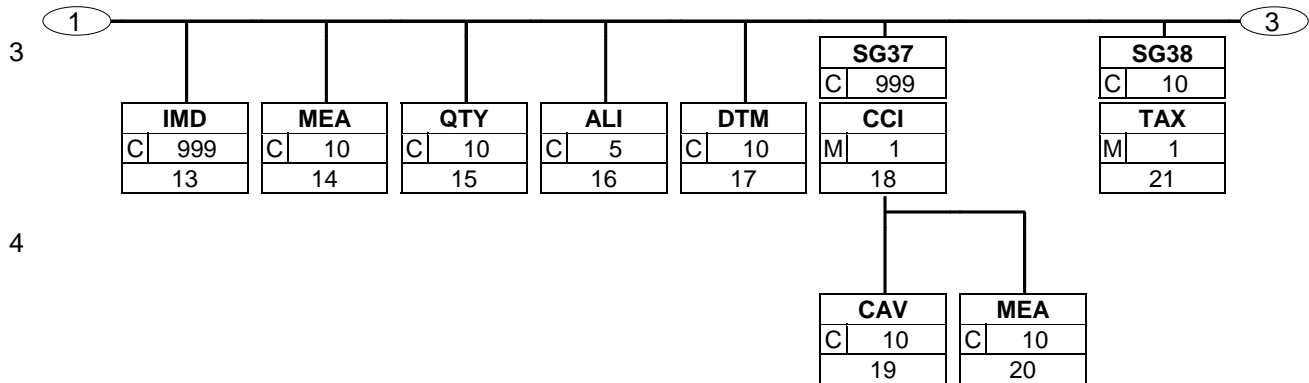 1 3
3 SG37 SG38
C 999 C 10
IMD MEA QTY ALI DTM CCI TAX
C 999 C 10 C 10 C 5 C 10 M 1 M 1
13 14 15 16 17 18 21
4
CAV MEA
C 10 C 10
19 20